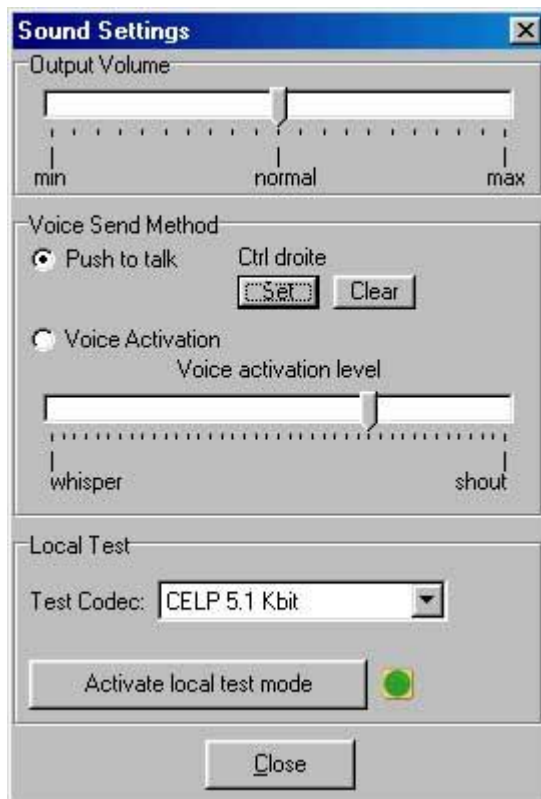 Sound Settings
Output Volume
min normal max
Voice Send Method
Push to talk Ctrl droite
Set Clear
Voice Activation
Voice activation level
whisper shout
Local Test
Test Codec: CELP 5.1 Kbit
Activate local test mode
Close